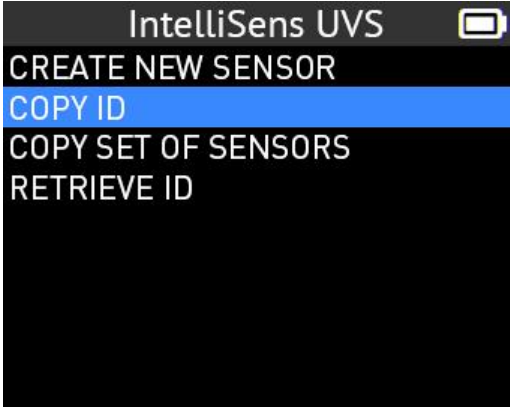 IntelliSens UVS
CREATE NEW SENSOR
COPY ID
COPY SET OF SENSORS
RETRIEVE ID